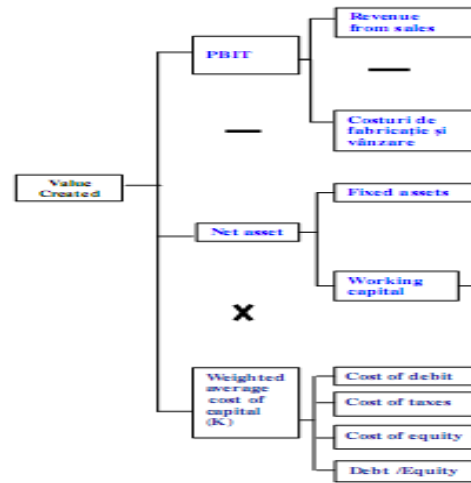 Revenue
from sales
PBIT
—
—
Costuri de
fabricație și
vânzare
Value
Created
Fixed assets
Net asset
Working
capital
x
Weighted
average
cost of
capital
(K)
Cost of debit
Cost of taxes
Cost of equity
Debt /Equity